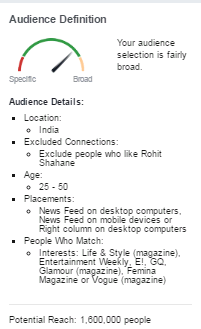 Audience Definition
Your audience
selection is fairly
broad.
Specific
Broad
Audience Details:
Location:
India
Excluded Connections:
Exclude people who like Rohit
Shahane
Age:
25 - 50
Placements:
News Feed on desktop computers,
News Feed on mobile devices or
Right column on desktop computers
People Who Match:
Interests: Life & Style (magazine),
Entertainment Weekly, E!, GQ,
Glamour (magazine), Femina
Magazine or Vogue (magazine)
Potential Reach: 1,600,000 people